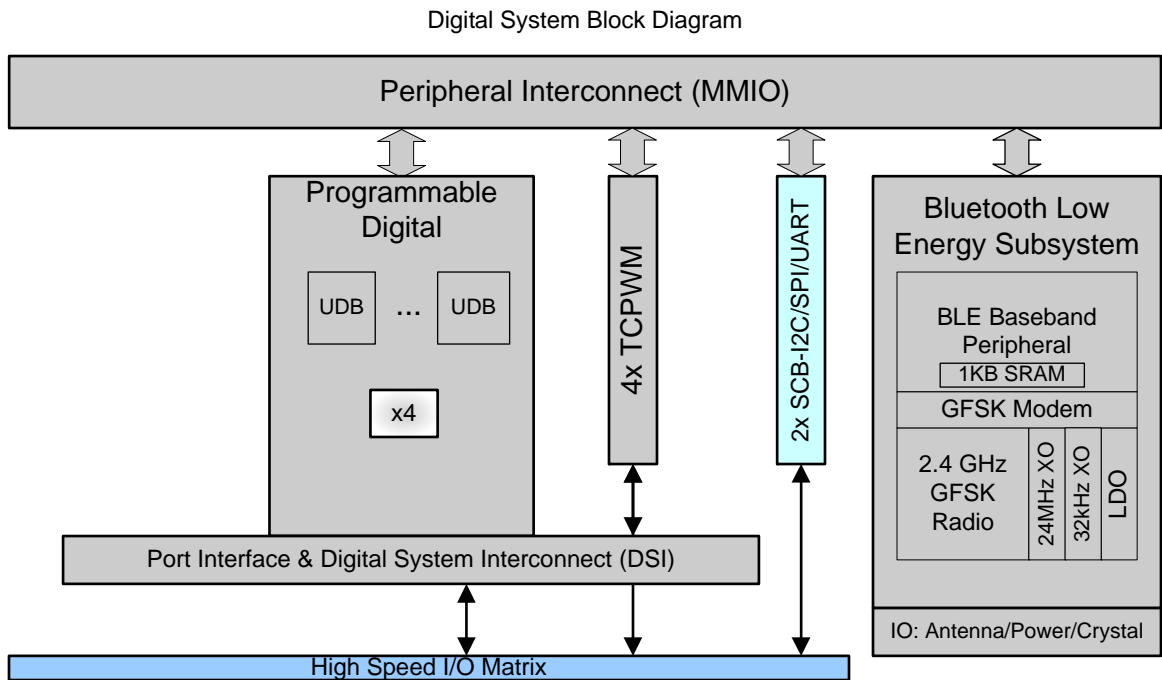 Digital System Block Diagram
Peripheral Interconnect (MMIO)
Programmable
Digital
UDB
...
UDB
x4
4x TCPWM
2x SCB-I2C/SPI/UART
Bluetooth Low
Energy Subsystem
BLE Baseband
Peripheral
1KB SRAM
GFSK Modem
2.4 GHz
GFSK
Radio
24MHz XO
32kHz XO
LDO
Port Interface & Digital System Interconnect (DSI)
IO: Antenna/Power/Crystal
High Speed I/O Matrix